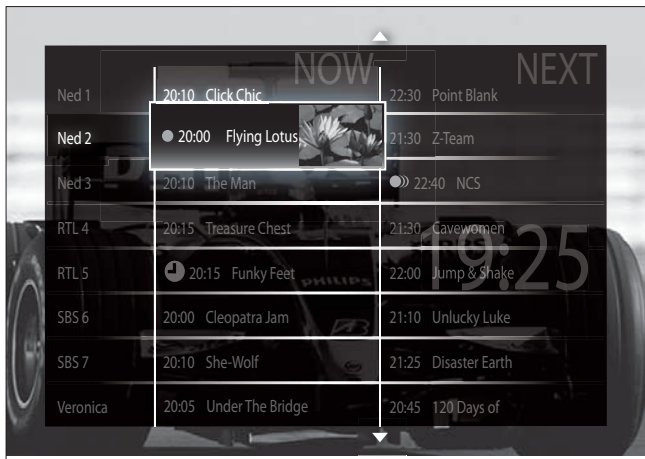 NOW NEXT
Ned 1 20:10 Click Chic 22:30 Point Blank
Ned 2 20:00 Flying Lotus 21:30 Z-Team
Ned 3 20:10 The Man 22:40 NCS
RTL 4 20:15 Treasure Chest 21:30 Cavewomen
19:25
RTL 5 20:15 Funky Feet 22:00 Jump & Shake
PHILIPS
SBS 6 20:00 Cleopatra Jam 21:10 Unlucky Luke
SBS 7 20:10 She-Wolf 21:25 Disaster Earth
Veronica 20:05 Under The Bridge 20:45 120 Days of